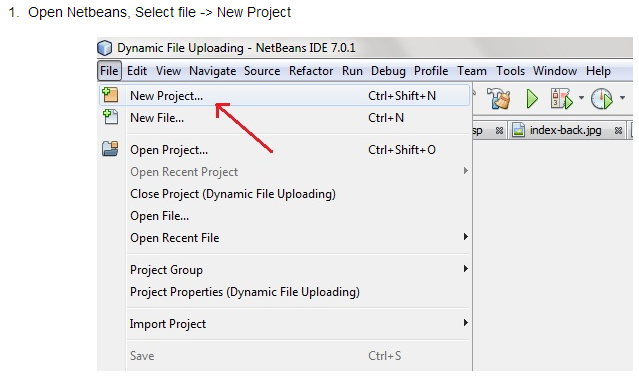 1. Open Netbeans, Select file -> New Project
Dynamic File Uploading - NetBeans IDE 7.0.1
File Edit View Navigate Source Refactor Run Debug Profile Team Tools Window Help
New Project... Ctrl+Shift+N
New File... Ctrl+N
sp index-back.jpg
Open Project... Ctrl+Shift+O
Open Recent Project
Close Project (Dynamic File Uploading)
Open File...
Open Recent File
Project Group
Project Properties (Dynamic File Uploading)
Import Project
Save Ctrl+S